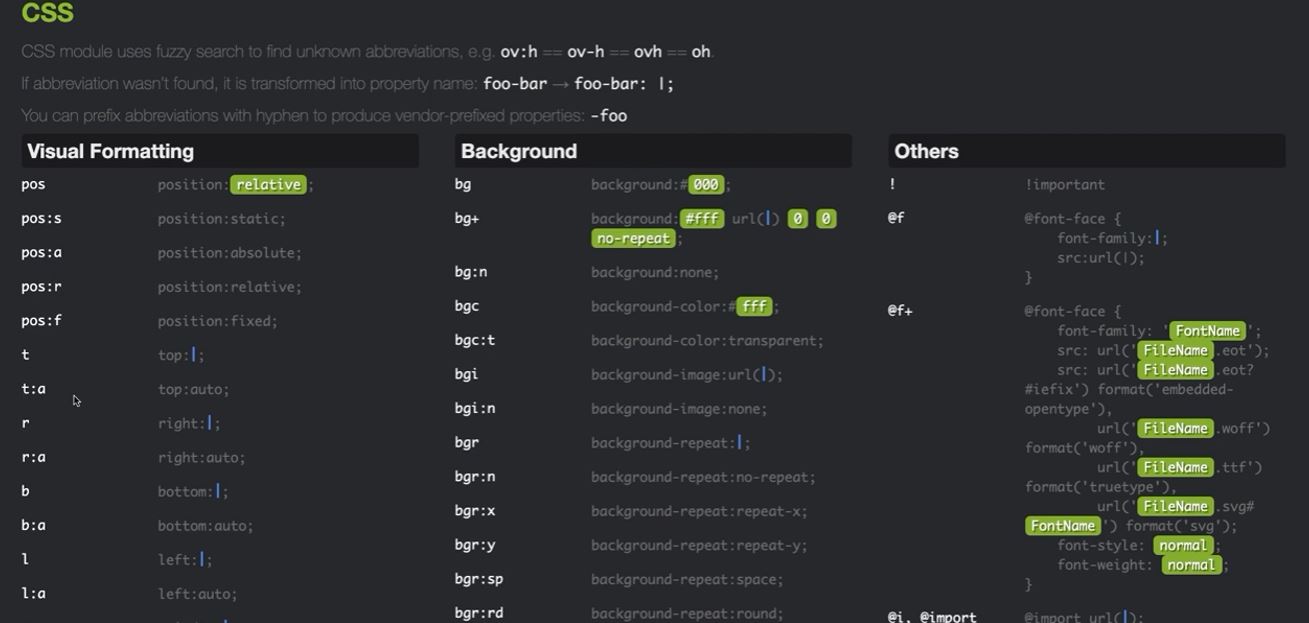 CSS
CSS module uses fuzzy search to find unknown abbreviations, e.g. ov:h == ov-h == ovh == oh.
If abbreviation wasn't found, it is transformed into property name: foo-bar → foo-bar: |;
You can prefix abbreviations with hyphen to produce vendor-prefixed properties: -foo
Visual Formatting
pos position:relative;
pos:s position:static;
pos:a position:absolute;
pos:r position:relative;
pos:f position:fixed;
t top:|;
t:a top:auto;
r right:|;
r:a right:auto;
b bottom:|;
b:a bottom:auto;
l left:|;
l:a left:auto;
Background
bg background:#000;
bg+ background:#fff url(|) 0 0
no-repeat;
bg:n background:none;
bgc background-color:#fff;
bgc:t background-color:transparent;
bgi background-image:url(|);
bgi:n background-image:none;
bgr background-repeat:|;
bgr:n background-repeat:no-repeat;
bgr:x background-repeat:repeat-x;
bgr:y background-repeat:repeat-y;
bgr:sp background-repeat:space;
bgr:rd background-repeat:round;
Others
! !important
@f @font-face {
font-family:|;
src:url(|);
}
@f+ @font-face {
font-family: 'FontName';
src: url('FileName.eot');
src: url('FileName.eot?
#iefix') format('embedded-
opentype'),
url('FileName.woff')
format('woff'),
url('FileName.ttf')
format('truetype'),
url('FileName.svg#
FontName') format('svg');
font-style: normal;
font-weight: normal;
}
@i, @import @import url(|);